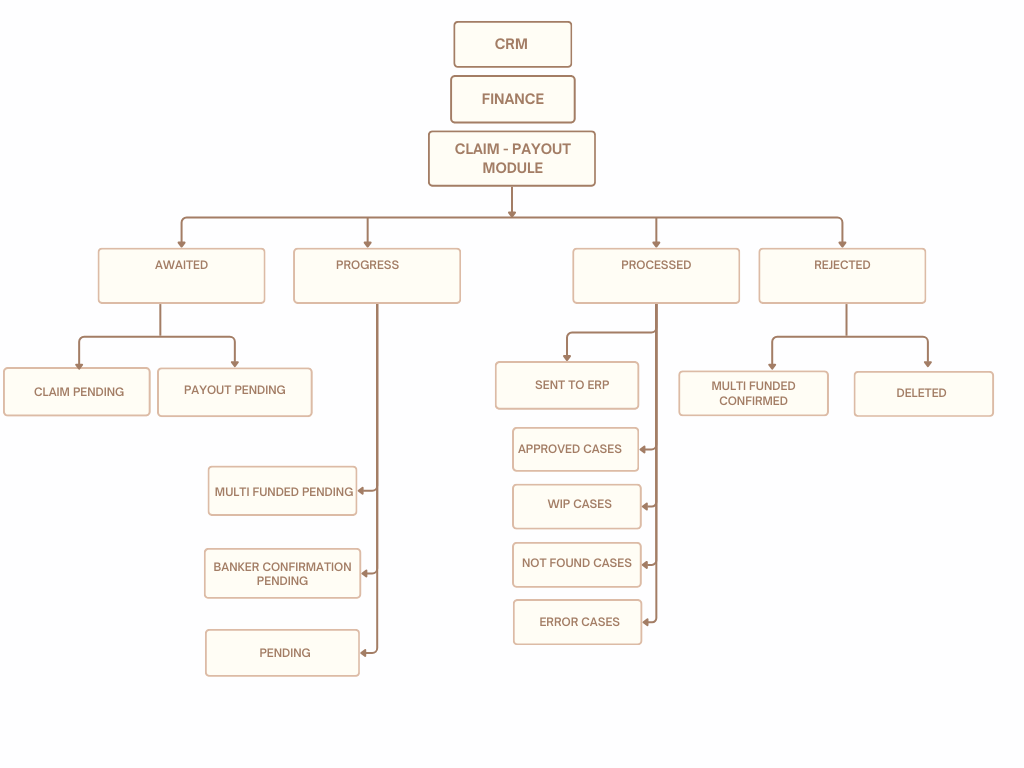 CRM
FINANCE
CLAIM - PAYOUT
MODULE
AWAITED
PROGRESS
PROCESSED
REJECTED
CLAIM PENDING
PAYOUT PENDING
SENT TO ERP
MULTI FUNDED
CONFIRMED
DELETED
APPROVED CASES
MULTI FUNDED PENDING
WIP CASES
BANKER CONFIRMATION
PENDING
NOT FOUND CASES
ERROR CASES
PENDING